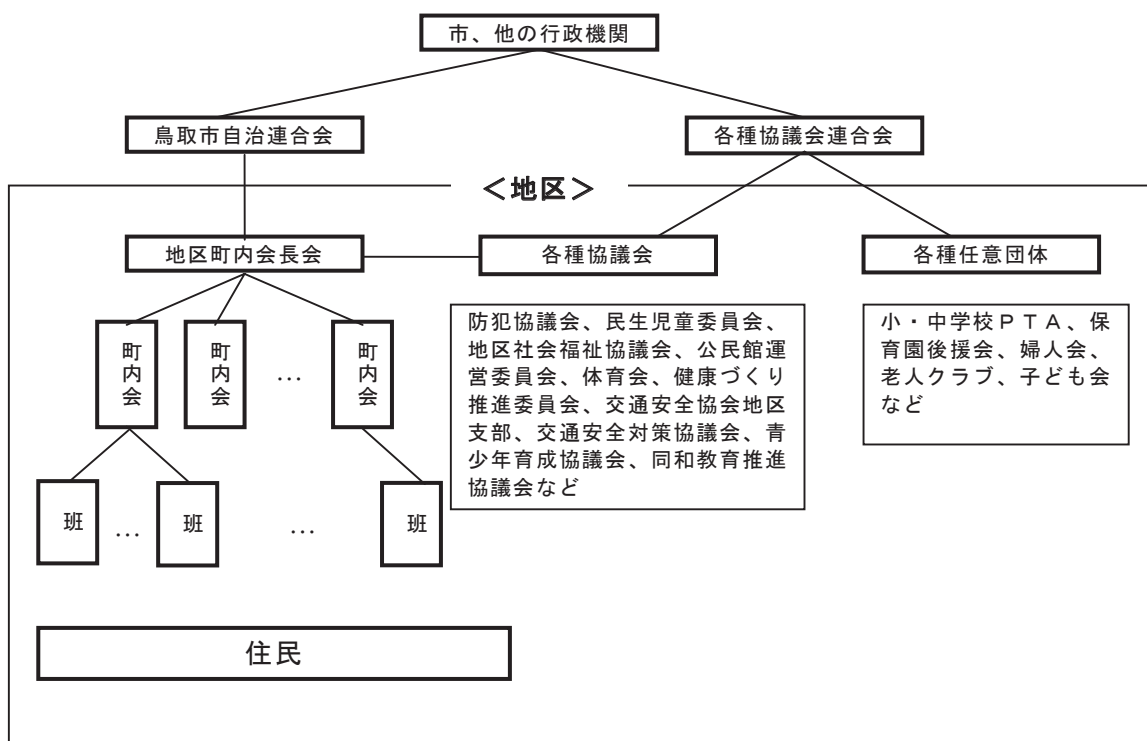 市、他の行政機関
鳥取市自治連合会
各種協議会連合会
＜地区＞
地区町内会長会
各種協議会
各種任意団体
町内会
町内会
…
町内会
防犯協議会、民生児童委員会、
地区社会福祉協議会、公民館運
営委員会、体育会、健康づくり
推進委員会、交通安全協会地区
支部、交通安全対策協議会、青
少年育成協議会、同和教育推進
協議会など
小・中学校ＰＴＡ、保
育園後援会、婦人会、
老人クラブ、子ども会
など
班
…
班
…
班
住民